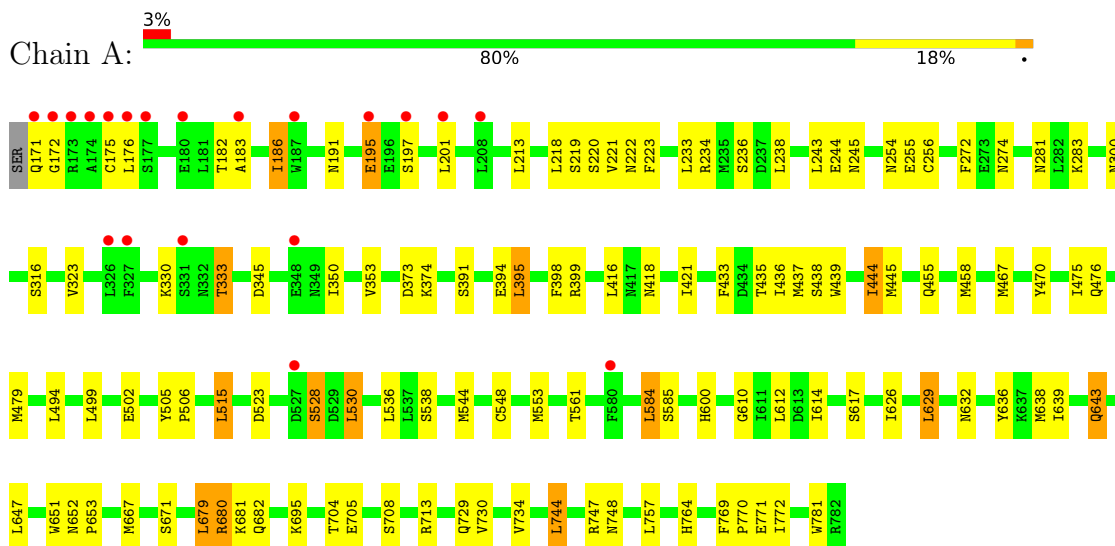 3%
Chain A:
80%
18%
•
SER Q171 G172 R173 A174 C175 L176 S177 E180 L181 T182 A183 I186 W187 N191 E195 E196 S197 L201 L208 L213 L218 S219 S220 V221 N222 F223 L233 R234 M235 S236 D237 L238 L243 E244 N245 N254 E255 C256 F272 E273 N274 N281 L282 K283
S316 V323 L326 F327 K330 S331 N332 T333 D345 E348 N349 I350 V353 D373 K374 S391 E394 L395 F398 R399 L416 N417 N418 I421 F433 D434 T435 I436 M437 S438 W439 I444 M445 Q455 M458 M467 Y470 I475 Q476
M479 L494 L499 E502 Y505 P506 L515 D523 D527 S528 D529 L530 L536 L537 S538 M544 C548 M553 T561 F580 L584 S585 H600 G610 I611 L612 D613 I614 S617 I626 L629 N632 Y636 K637 M638 I639 Q643
L647 W651 N652 P653 M667 S671 L679 R680 K681 Q682 K695 T704 E705 S708 R713 Q729 V730 V734 L744 R747 N748 L757 H764 F769 P770 E771 I772 W781 R782